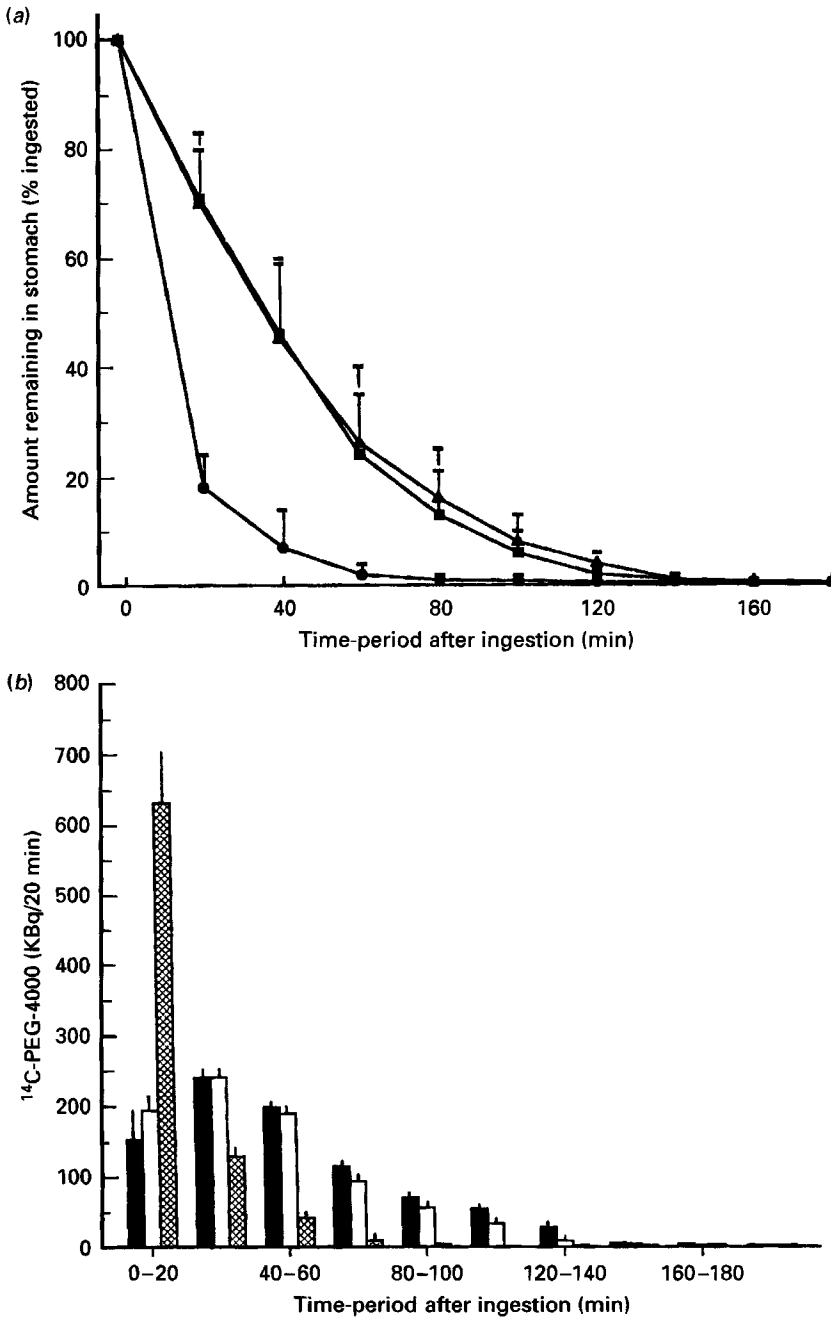 (a)
Amount remaining in stomach (% ingested)
100
80
60
40
20
0
0 40 80 120 160
Time-period after ingestion (min)
(b)
¹⁴C-PEG-4000 (KBq/20 min)
800
700
600
500
400
300
200
100
0
0–20 40–60 80–100 120–140 160–180
Time-period after ingestion (min)